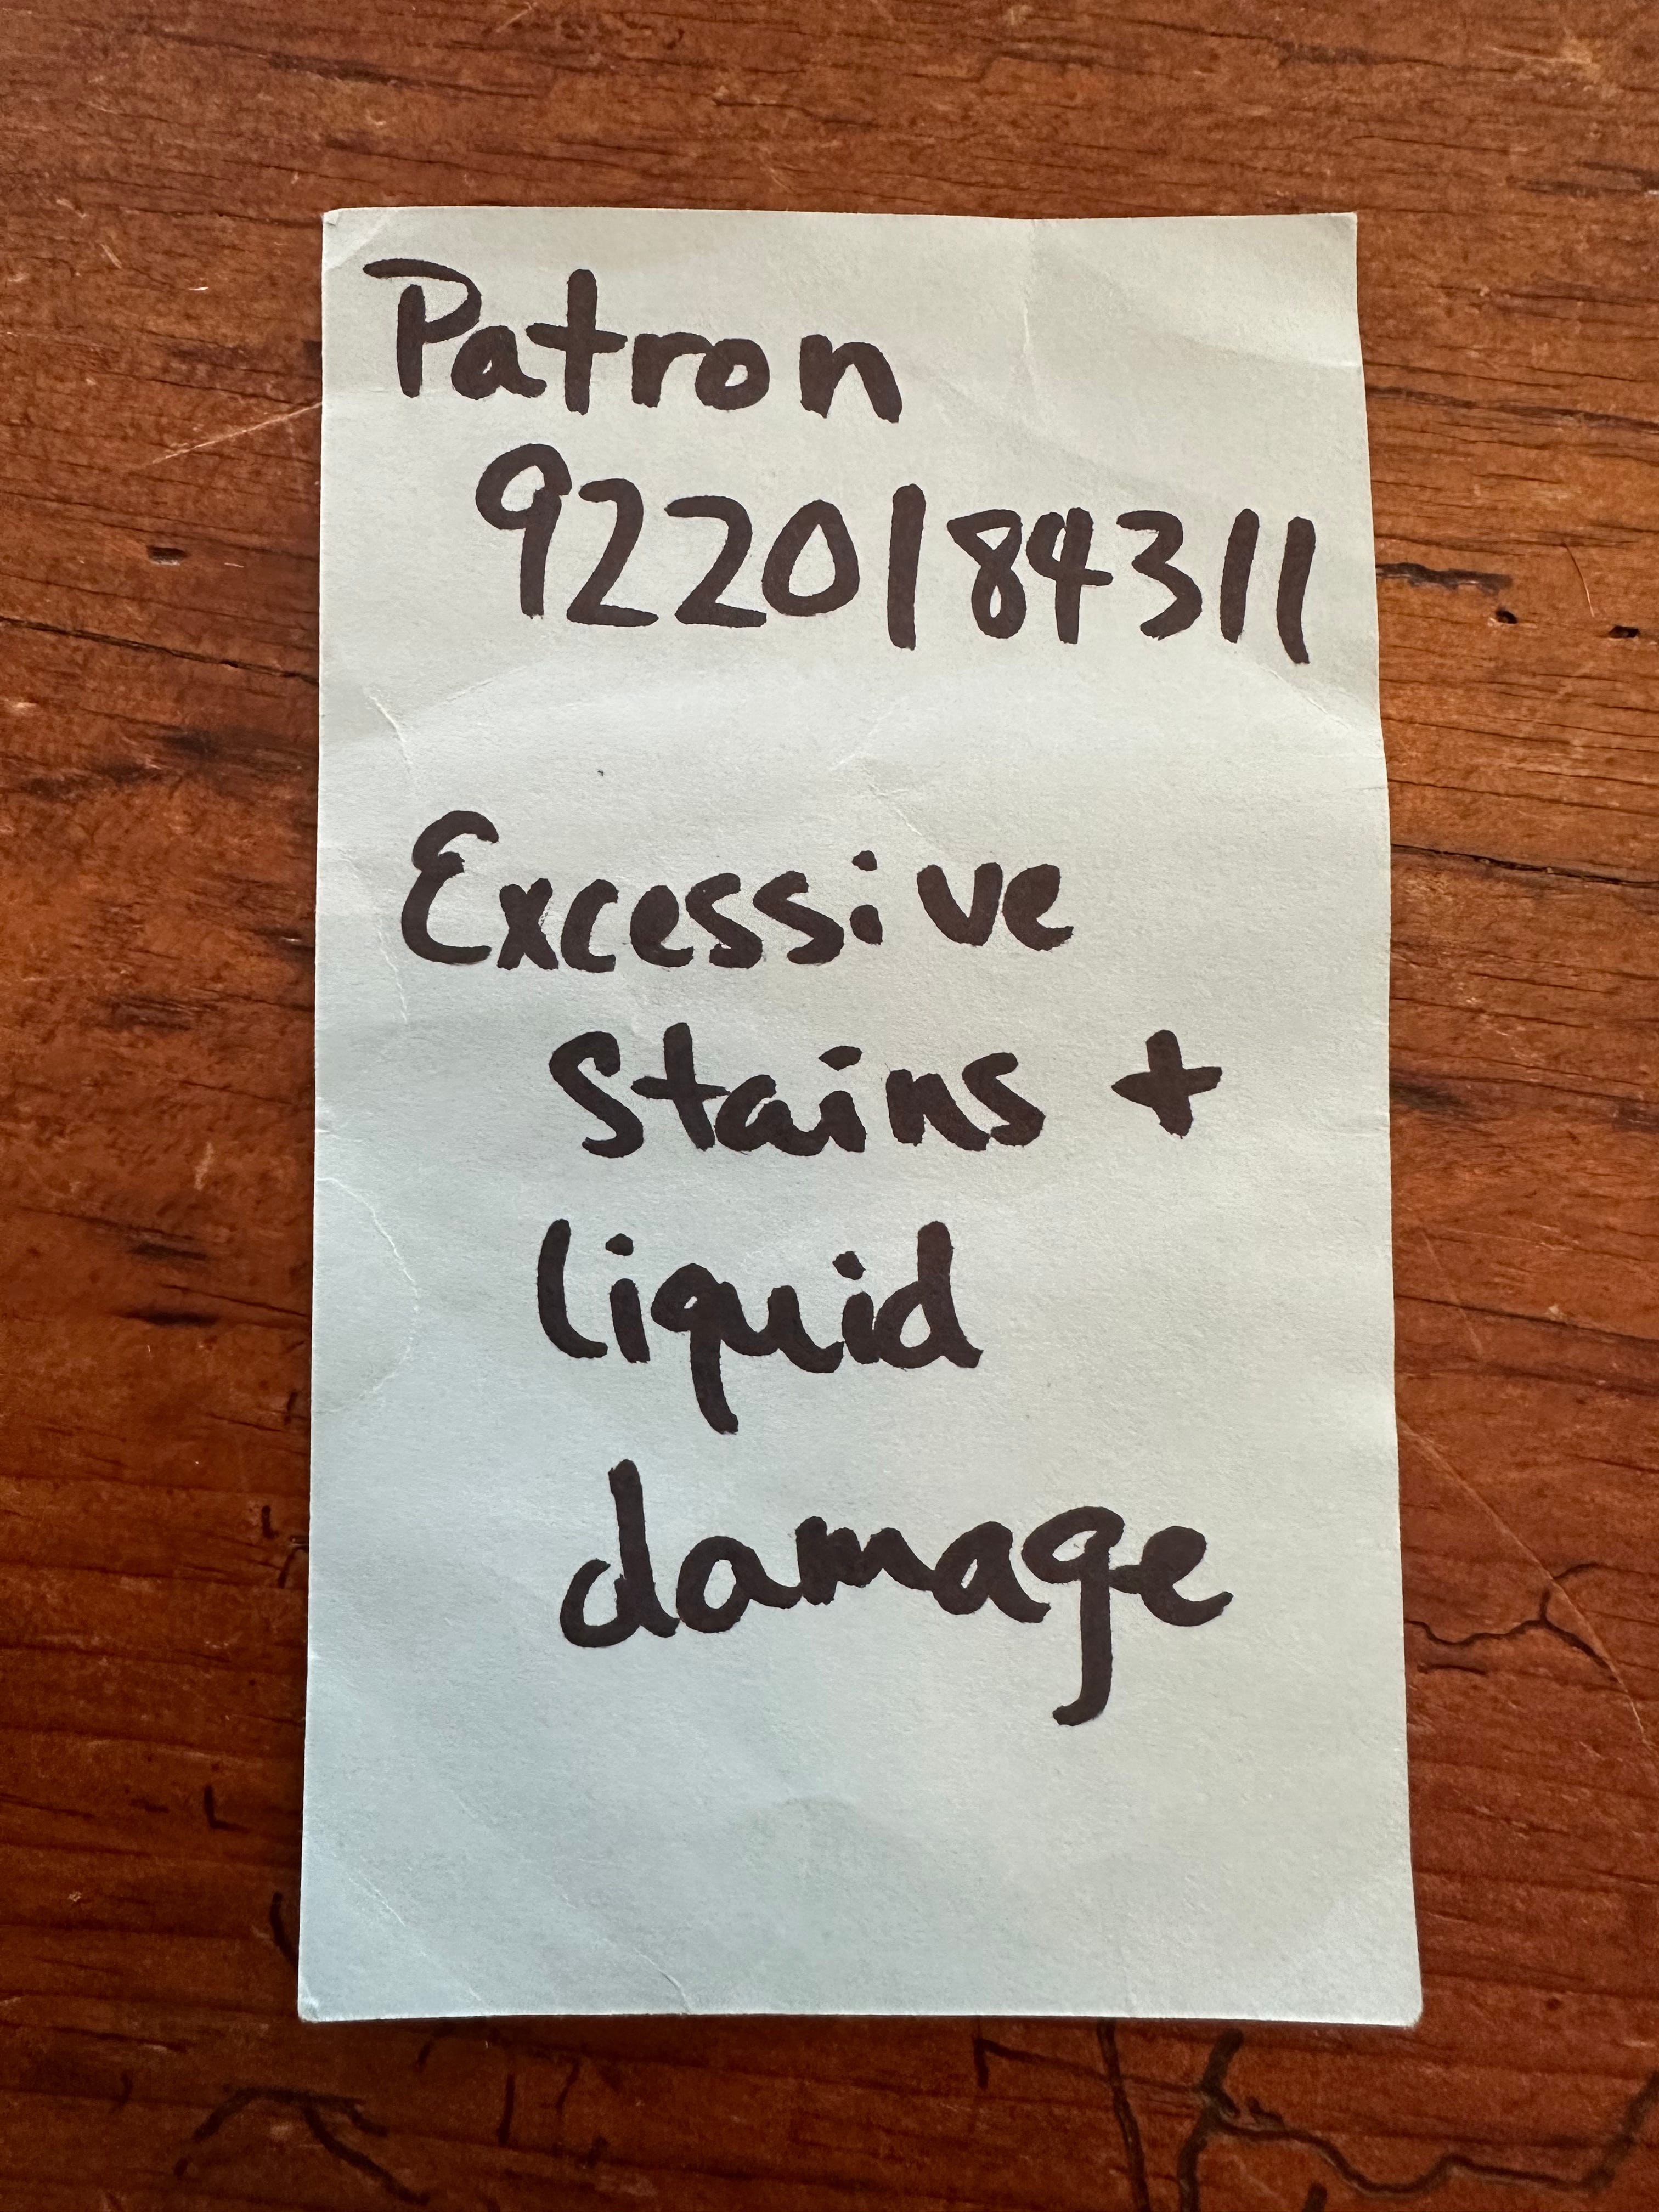 Patron
9220184311
Excessive
Stains +
liquid
damage